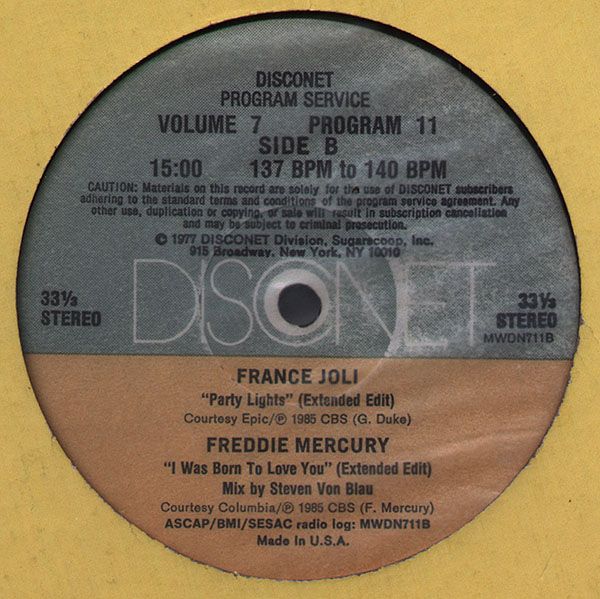 DISCONET
PROGRAM SERVICE
VOLUME 7 PROGRAM 11
SIDE B
15:00 137 BPM to 140 BPM
CAUTION: Materials on this record are solely for the use of DISCONET subscribers
adhering to the standard terms and conditions of the program service agreement. Any
other use, duplication or copying, or sale will result in subscription cancellation
and may be subject to criminal prosecution.
© 1977 DISCONET Division, Sugarscoop, Inc.
915 Broadway, New York, NY 10010
DISCONET
33⅓ STEREO
33⅓ STEREO
MWDN711B
FRANCE JOLI
"Party Lights" (Extended Edit)
Courtesy Epic/℗ 1985 CBS (G. Duke)
FREDDIE MERCURY
"I Was Born To Love You" (Extended Edit)
Mix by Steven Von Blau
Courtesy Columbia/℗ 1985 CBS (F. Mercury)
ASCAP/BMI/SESAC radio log: MWDN711B
Made In U.S.A.